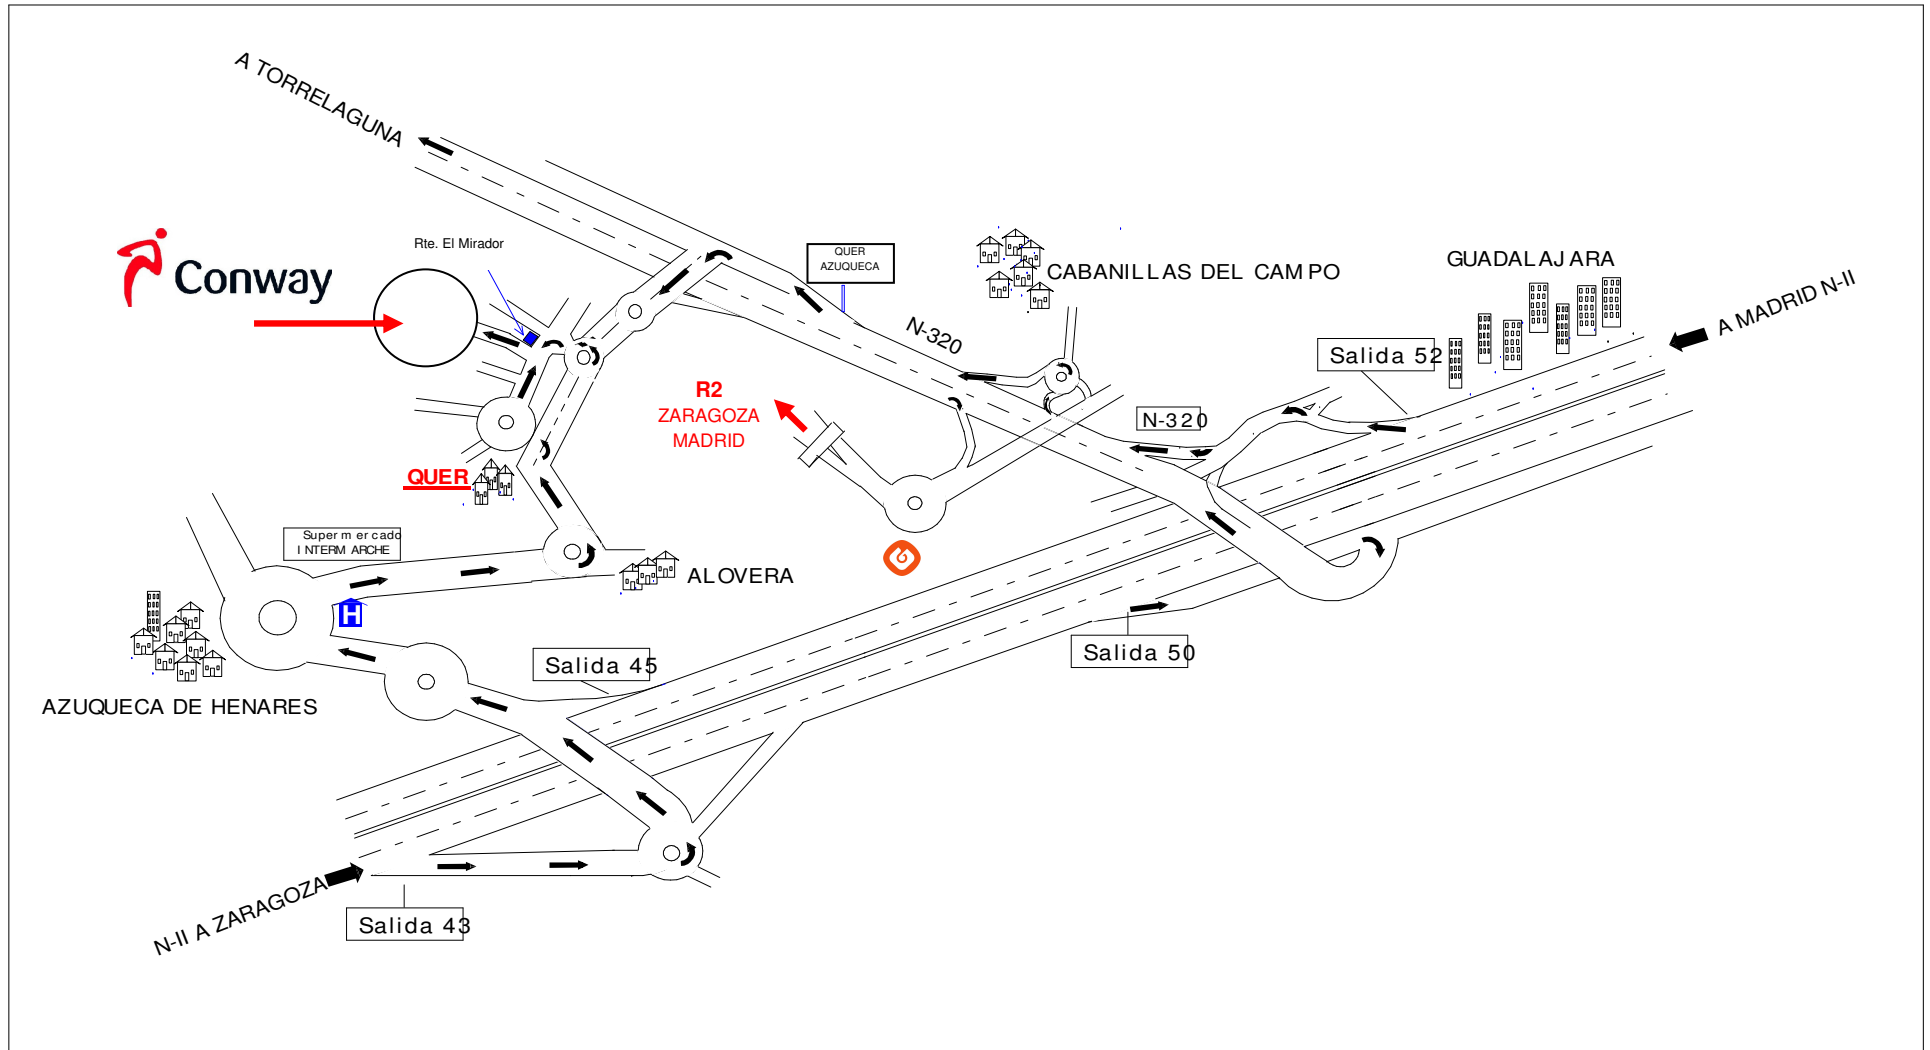 A TORRELAGUNA
Conway
Rte. El Mirador
QUER
AZUQUECA
CABANILLAS DEL CAMPO
GUADALAJARA
A MADRID N-II
N-320
Salida 52
R2
ZARAGOZA
MADRID
N-320
QUER
Supermercado
INTERMARCHE
H
ALOVERA
Salida 50
Salida 45
AZUQUECA DE HENARES
N-II A ZARAGOZA
Salida 43